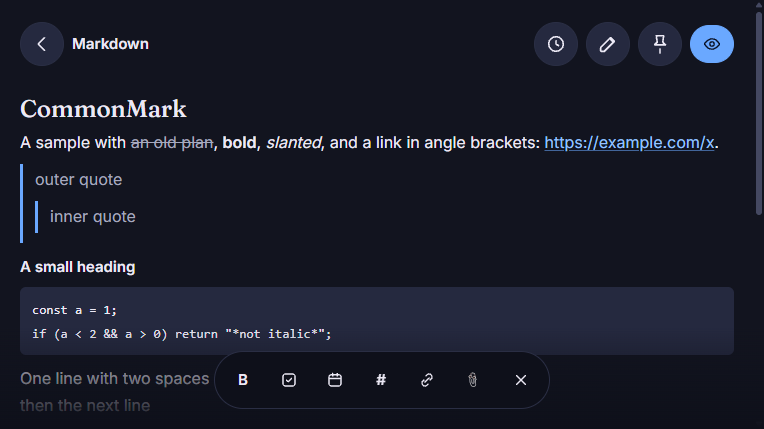 Markdown
CommonMark
A sample with an old plan, bold, slanted, and a link in angle brackets: https://example.com/x.
outer quote
inner quote
A small heading
const a = 1;
if (a < 2 && a > 0) return "*not italic*";
One line with two spaces
then the next line
B
#